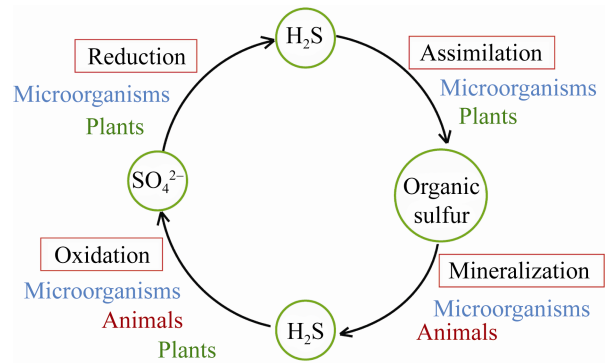 H₂S
Reduction
Microorganisms
Plants
Assimilation
Microorganisms
Plants
SO₄²⁻
Organic
sulfur
Oxidation
Microorganisms
Animals
Plants
Mineralization
Microorganisms
Animals
H₂S